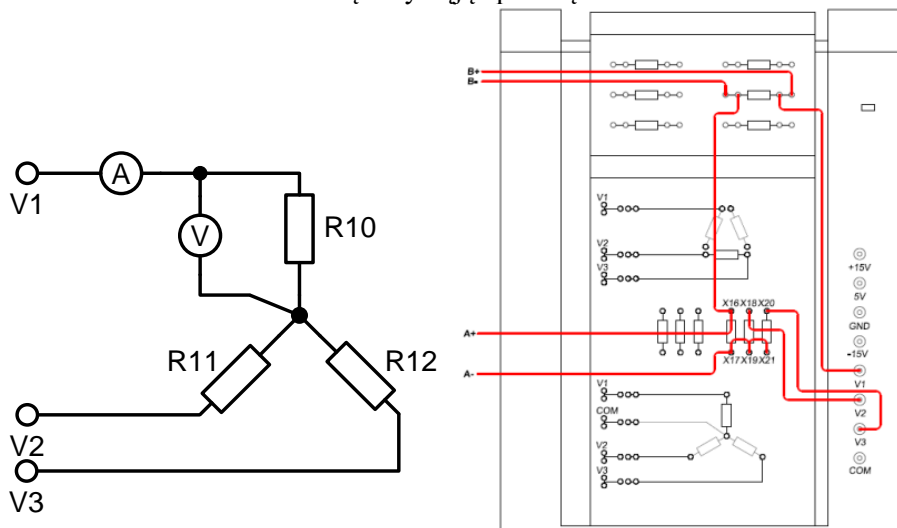 V1
A
V
R10
R11
R12
V2
V3
B+
B-
V1
V2
V3
+15V
5V
GND
-15V
X16 X18 X20
A+
A-
X17 X19 X21
V1
COM
V2
V3
V1
V2
V3
COM